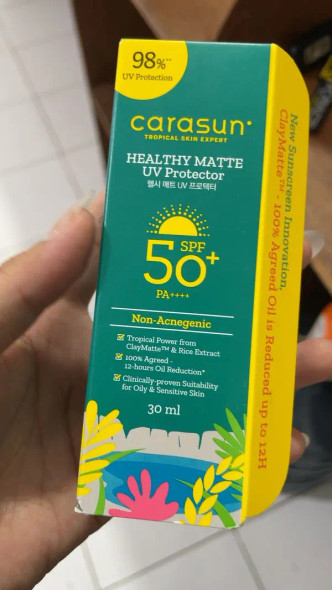 98%**
UV Protection
carasun
TROPICAL SKIN EXPERT
HEALTHY MATTE
UV Protector
헬시 매트 UV 프로텍터
SPF
50+
PA++++
Non-Acnegenic
Tropical Power from
ClayMatte™ & Rice Extract
100% Agreed -
12-hours Oil Reduction*
Clinically-proven Suitability
for Oily & Sensitive Skin
30 ml
New Sunscreen Innovation.
ClayMatte™ - 100% Agreed Oil is Reduced up to 12H